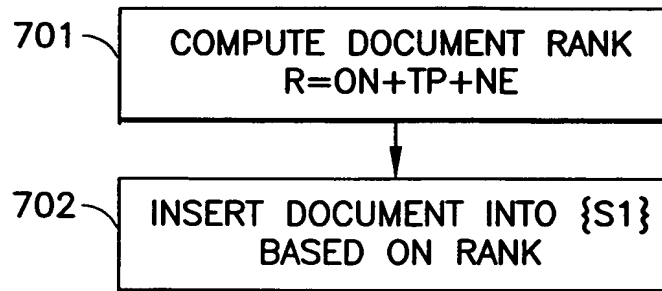 701
COMPUTE DOCUMENT RANK
R=ON+TP+NE
702
INSERT DOCUMENT INTO {S1}
BASED ON RANK